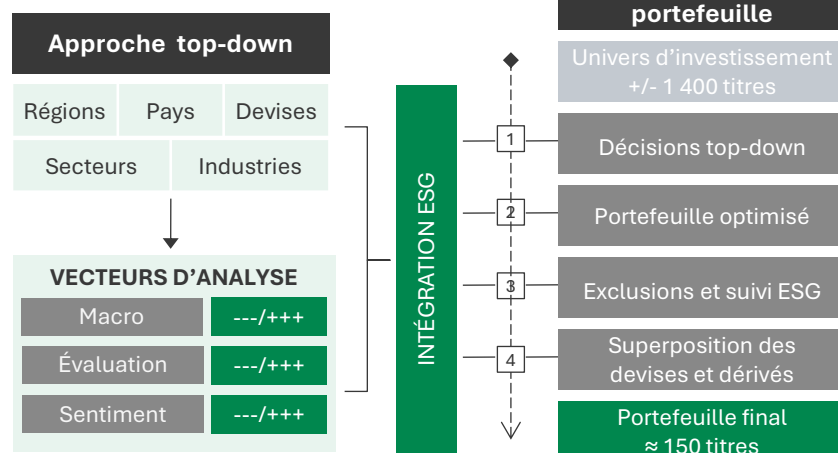 Approche top-down
Régions
Pays
Devises
Secteurs
Industries
VECTEURS D’ANALYSE
Macro
---/+++
Évaluation
---/+++
Sentiment
---/+++
INTÉGRATION ESG
1
2
3
4
portefeuille
Univers d’investissement
+/- 1 400 titres
Décisions top-down
Portefeuille optimisé
Exclusions et suivi ESG
Superposition des
devises et dérivés
Portefeuille final
≈ 150 titres